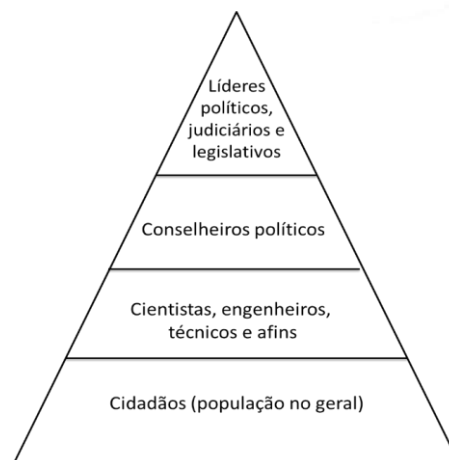 Líderes
políticos,
judiciários e
legislativos
Conselheiros políticos
Cientistas, engenheiros,
técnicos e afins
Cidadãos (população no geral)